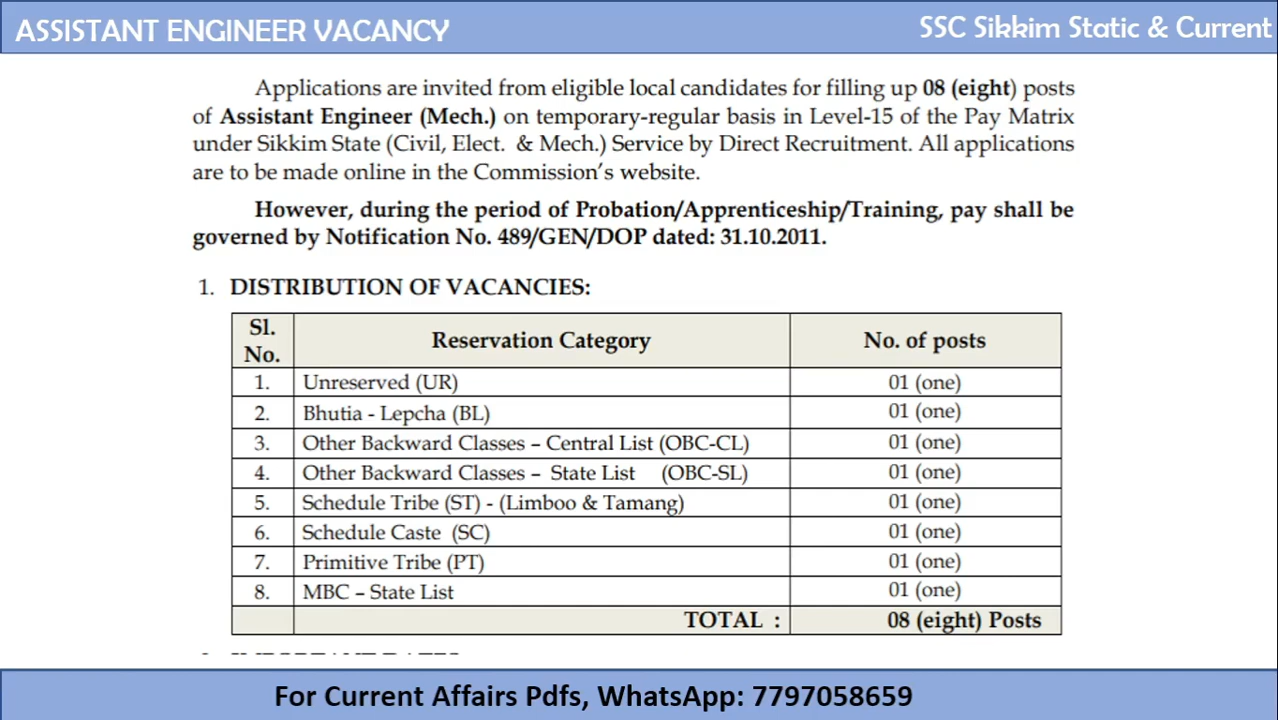 ASSISTANT ENGINEER VACANCY
SSC Sikkim Static & Current
Applications are invited from eligible local candidates for filling up 08 (eight) posts
of Assistant Engineer (Mech.) on temporary-regular basis in Level-15 of the Pay Matrix
under Sikkim State (Civil, Elect. & Mech.) Service by Direct Recruitment. All applications
are to be made online in the Commission's website.
However, during the period of Probation/Apprenticeship/Training, pay shall be
governed by Notification No. 489/GEN/DOP dated: 31.10.2011.
1. DISTRIBUTION OF VACANCIES:
Sl. No. Reservation Category No. of posts
1. Unreserved (UR) 01 (one)
2. Bhutia - Lepcha (BL) 01 (one)
3. Other Backward Classes – Central List (OBC-CL) 01 (one)
4. Other Backward Classes – State List (OBC-SL) 01 (one)
5. Schedule Tribe (ST) - (Limboo & Tamang) 01 (one)
6. Schedule Caste (SC) 01 (one)
7. Primitive Tribe (PT) 01 (one)
8. MBC – State List 01 (one)
TOTAL : 08 (eight) Posts
For Current Affairs Pdfs, WhatsApp: 7797058659